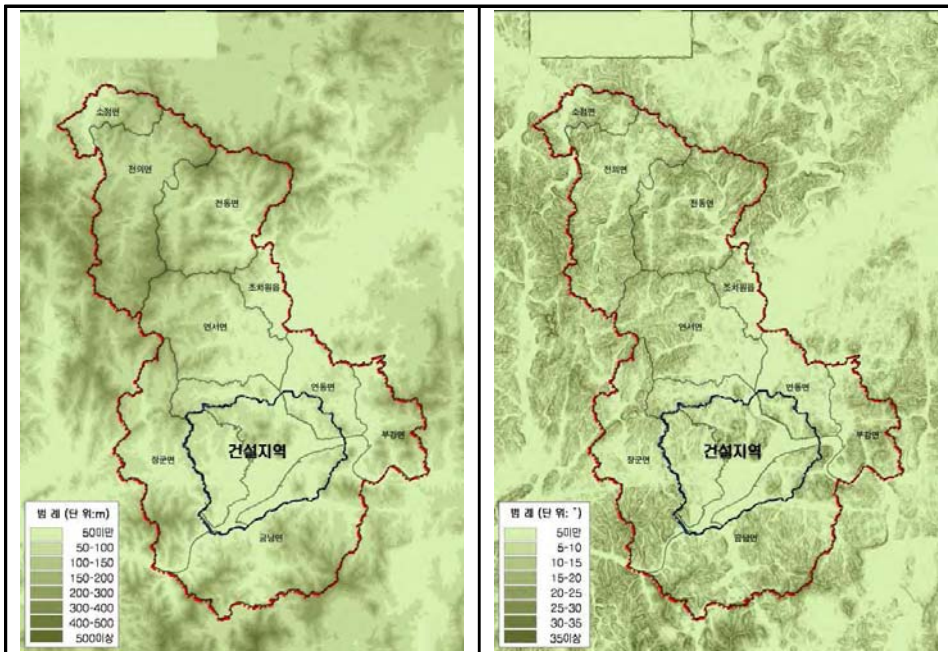 소정면
전의면
전동면
조치원읍
연서면
연동면
부강면
장군면
건설지역
금남면
범 례 (단 위:m)
50미만
50-100
100-150
150-200
200-300
300-400
400-500
500이상
소정면
전의면
전동면
조치원읍
연서면
연동면
부강면
장군면
건설지역
금남면
범 례 (단 위:˚)
5미만
5-10
10-15
15-20
20-25
25-30
30-35
35이상